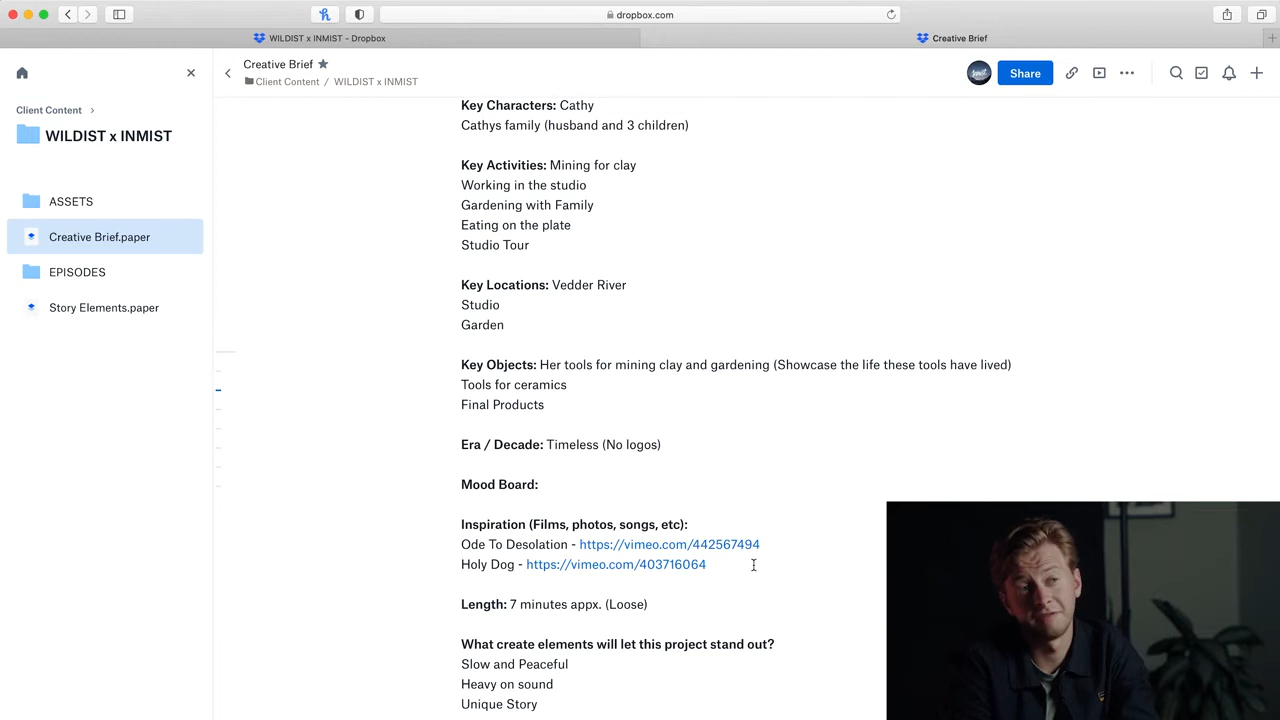 dropbox.com
WILDIST x INMIST - Dropbox
Creative Brief
Creative Brief
Client Content / WILDIST x INMIST
Share
Client Content
WILDIST x INMIST
ASSETS
Creative Brief.paper
EPISODES
Story Elements.paper
Key Characters: Cathy
Cathys family (husband and 3 children)
Key Activities: Mining for clay
Working in the studio
Gardening with Family
Eating on the plate
Studio Tour
Key Locations: Vedder River
Studio
Garden
Key Objects: Her tools for mining clay and gardening (Showcase the life these tools have lived)
Tools for ceramics
Final Products
Era / Decade: Timeless (No logos)
Mood Board:
Inspiration (Films, photos, songs, etc):
Ode To Desolation - https://vimeo.com/442567494
Holy Dog - https://vimeo.com/403716064
Length: 7 minutes appx. (Loose)
What create elements will let this project stand out?
Slow and Peaceful
Heavy on sound
Unique Story